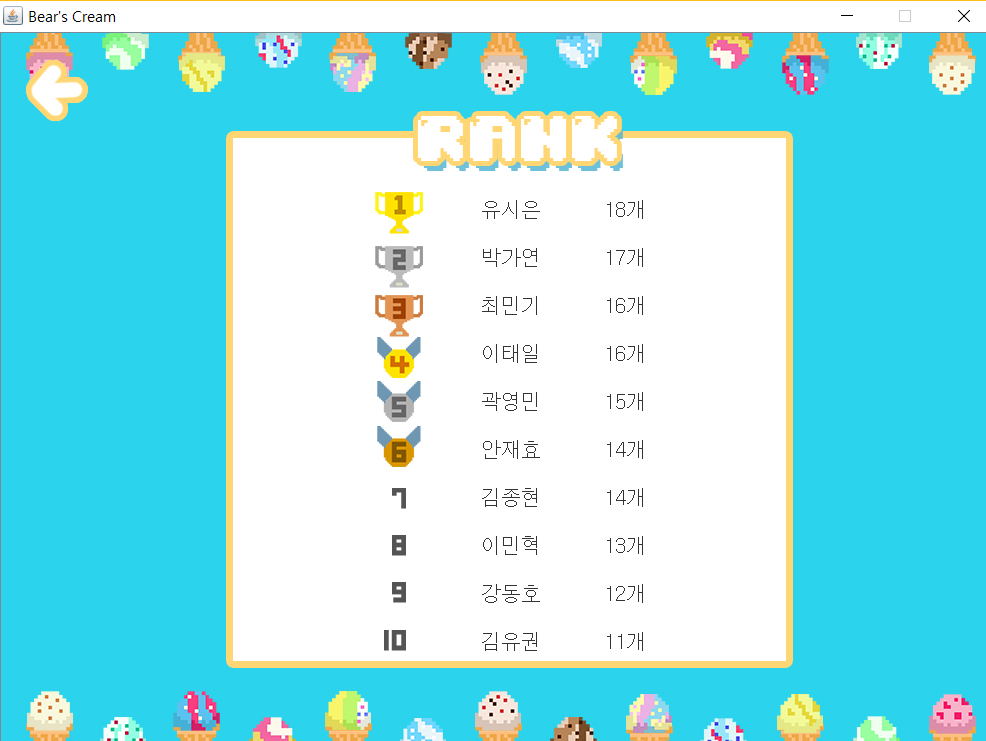 Bear's Cream
RANK
1 유시은 18개
2 박가연 17개
3 최민기 16개
4 이태일 16개
5 곽영민 15개
6 안재효 14개
7 김종현 14개
8 이민혁 13개
9 강동호 12개
10 김유권 11개